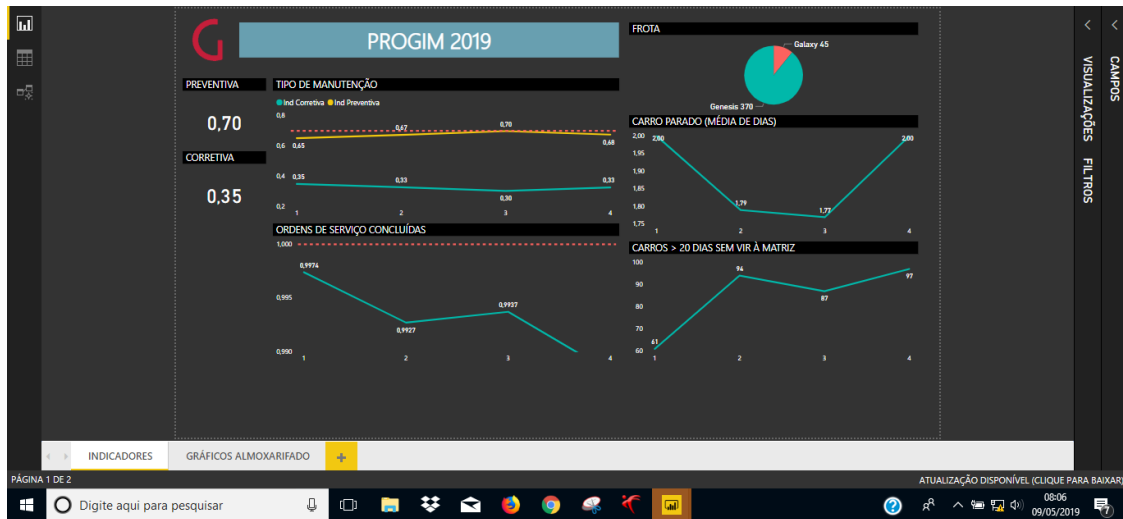 G
PROGIM 2019
PREVENTIVA
0,70
CORRETIVA
0,35
TIPO DE MANUTENÇÃO
Ind Corretiva Ind Preventiva
0,8
0,6
0,4
0,2
0,65
0,67
0,70
0,68
0,35
0,33
0,30
0,33
1 2 3 4
ORDENS DE SERVIÇO CONCLUÍDAS
1,000
0,995
0,990
0,9974
0,9927
0,9937
1 2 3 4
FROTA
Galaxy 45
Genesis 370
CARRO PARADO (MÉDIA DE DIAS)
2,00
1,95
1,90
1,85
1,80
1,75
2,00
1,79
1,77
2,00
1 2 3 4
CARROS > 20 DIAS SEM VIR À MATRIZ
100
90
80
70
60
61
94
87
97
1 2 3 4
VISUALIZAÇÕES
FILTROS
CAMPOS
INDICADORES
GRÁFICOS ALMOXARIFADO
+
PÁGINA 1 DE 2
ATUALIZAÇÃO DISPONÍVEL (CLIQUE PARA BAIXAR)
Digite aqui para pesquisar
08:06
09/05/2019
7